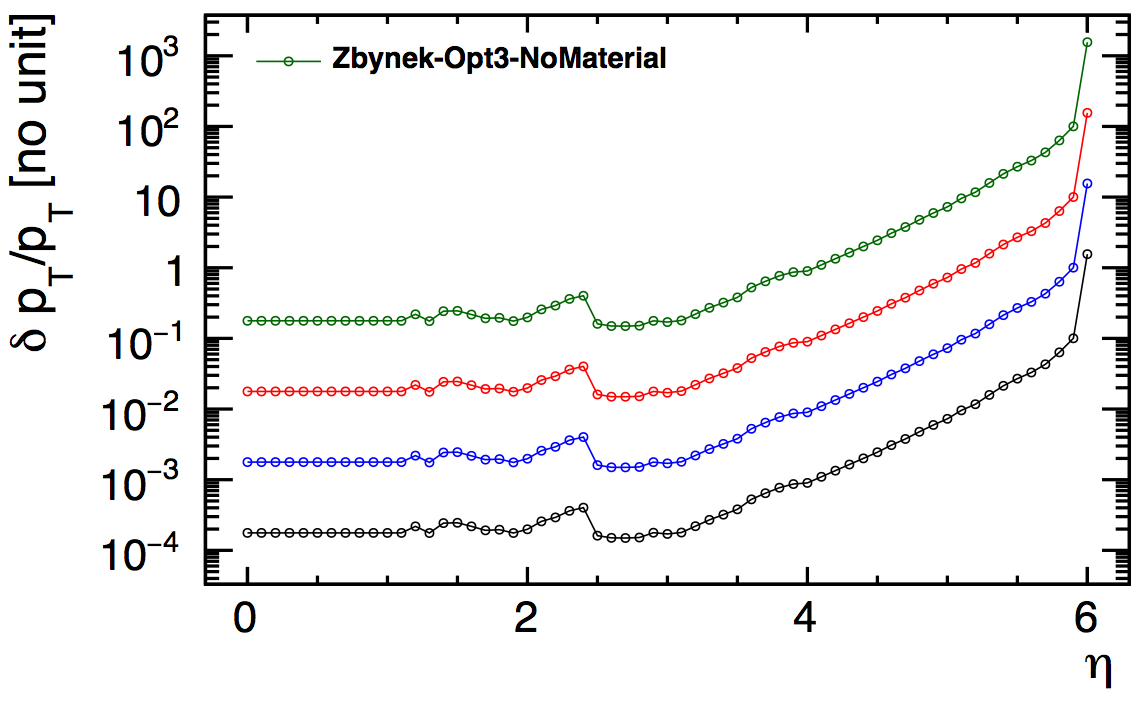 δ p_T/p_T [no unit]
Zbynek-Opt3-NoMaterial
10³
10²
10
1
10⁻¹
10⁻²
10⁻³
10⁻⁴
0 2 4 6
η